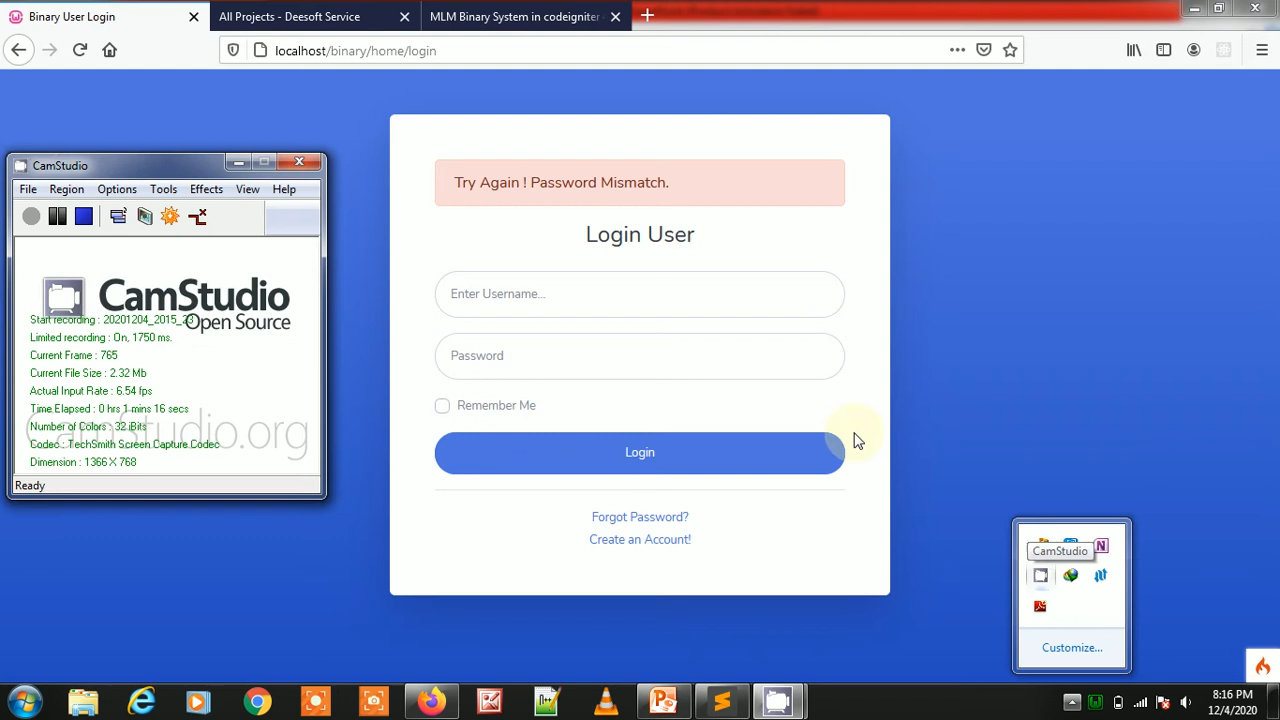 Binary User Login
All Projects - Deesoft Service
MLM Binary System in codeigniter
localhost/binary/home/login
CamStudio
File Region Options Tools Effects View Help
CamStudio
Open Source
Start recording : 20201204_2015_23
Limited recording : On, 1750 ms.
Current Frame : 765
Current File Size : 2.32 Mb
Actual Input Rate : 6.54 fps
Time Elapsed : 0 hrs 1 mins 16 secs
Number of Colors : 32 Bits
CamStudio.org
Codec : TechSmith Screen Capture Codec
Dimension : 1366 X 768
Ready
Try Again ! Password Mismatch.
Login User
Enter Username...
Password
Remember Me
Login
Forgot Password?
Create an Account!
CamStudio
Customize...
8:16 PM
12/4/2020